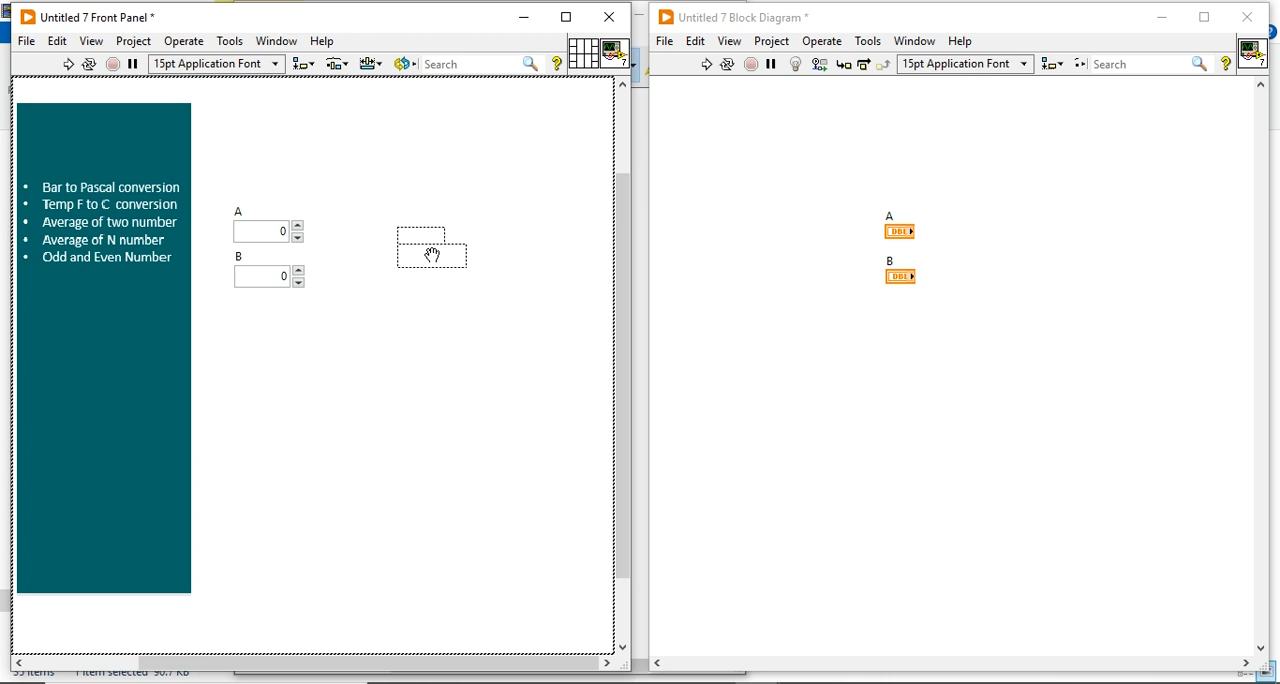 Untitled 7 Front Panel *
File Edit View Project Operate Tools Window Help
15pt Application Font
Search
?
7
• Bar to Pascal conversion
• Temp F to C conversion
• Average of two number
• Average of N number
• Odd and Even Number
A
0
B
0
Untitled 7 Block Diagram *
File Edit View Project Operate Tools Window Help
15pt Application Font
Search
?
7
A
DBL
B
DBL